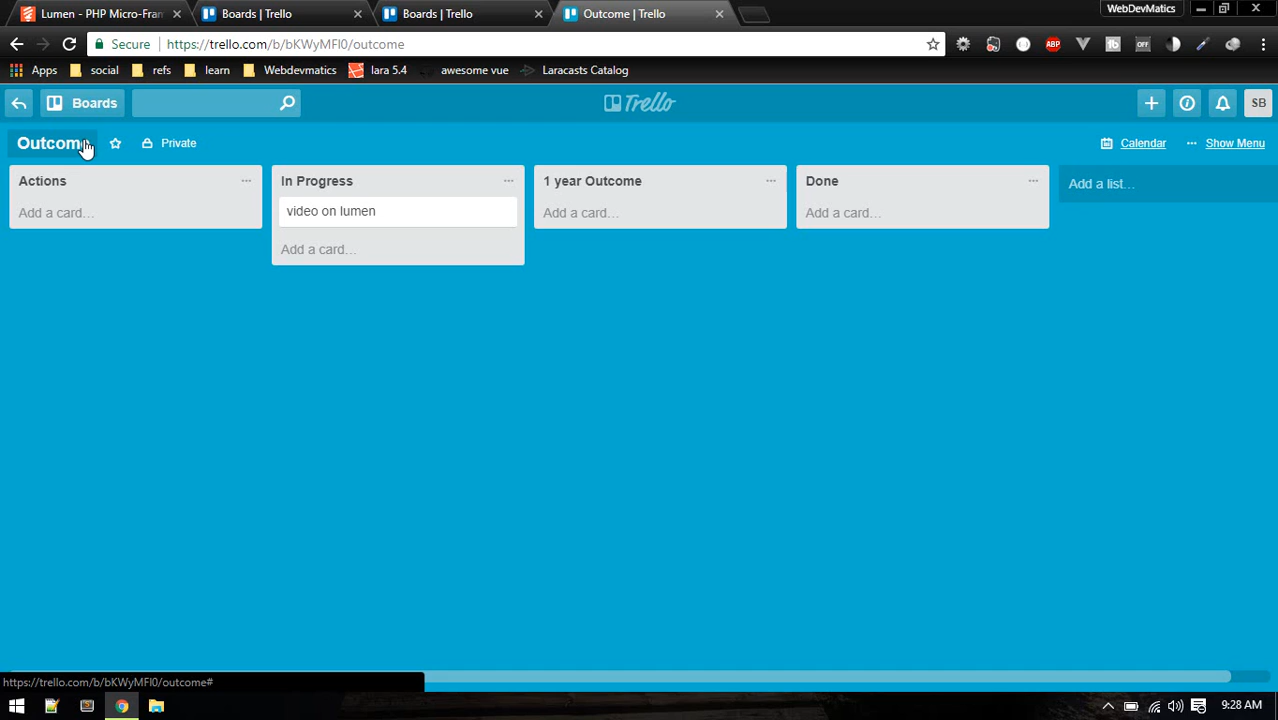 Lumen - PHP Micro-Fram
Boards | Trello
Boards | Trello
Outcome | Trello
WebDevMatics
Secure
https://trello.com/b/bKWyMFI0/outcome
ABP
OFF
Apps
social
refs
learn
Webdevmatics
lara 5.4
awesome vue
Laracasts Catalog
Boards
Trello
SB
Outcome
Private
Calendar
Show Menu
Actions
Add a card...
In Progress
video on lumen
Add a card...
1 year Outcome
Add a card...
Done
Add a card...
Add a list...
https://trello.com/b/bKWyMFI0/outcome#
9:28 AM